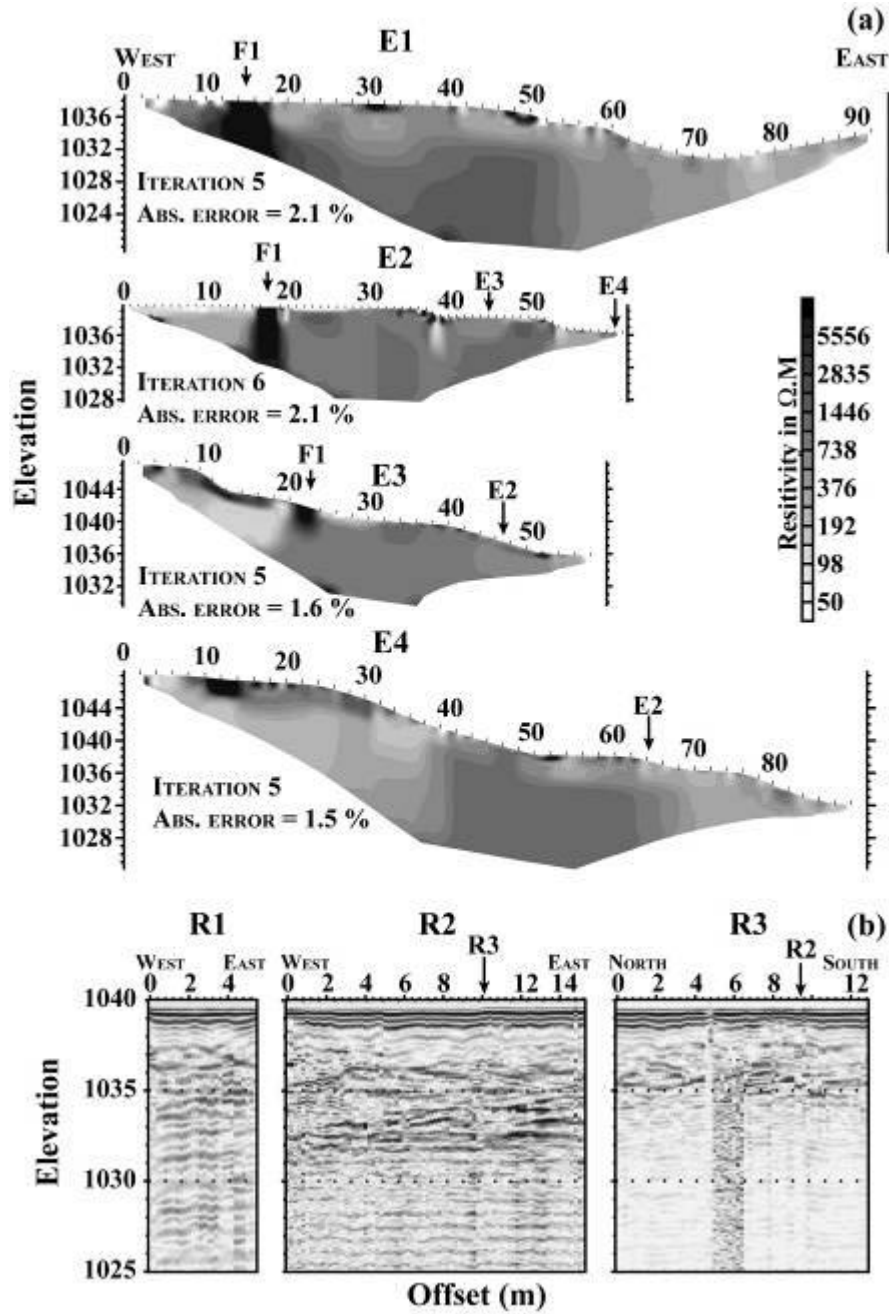 (a)
E1
F1
WEST
EAST
0 10 20 30 40 50 60 70 80 90
1036
1032
1028
1024
ITERATION 5
ABS. ERROR = 2.1 %
E2
F1
E3
E4
0 10 20 30 40 50
1036
1032
1028
ITERATION 6
ABS. ERROR = 2.1 %
E3
F1
E2
0 10 20 30 40 50
1044
1040
1036
1032
ITERATION 5
ABS. ERROR = 1.6 %
E4
E2
0 10 20 30 40 50 60 70 80
1044
1040
1036
1032
1028
ITERATION 5
ABS. ERROR = 1.5 %
Elevation
Resitivity in Ω.M
5556
2835
1446
738
376
192
98
50
(b)
R1
WEST EAST
0 2 4
R2
R3
WEST EAST
0 2 4 6 8 10 12 14
R3
R2
NORTH SOUTH
0 2 4 6 12
1040
1035
1030
1025
Elevation
Offset (m)